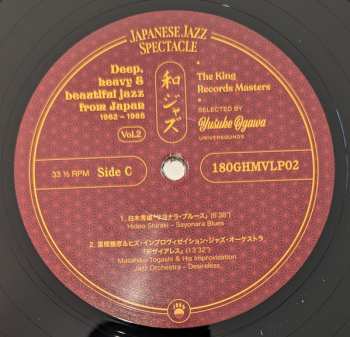 JAPANESE JAZZ
SPECTACLE
Deep,
heavy &
beautiful jazz
from Japan
1962 – 1985
Vol.2
和ジャズ
The King
Records Masters
SELECTED BY
Yusuke Ogawa
UNIVERSOUNDS
33 ⅓ RPM Side C
180GHMVLP02
1. 白木秀雄「サヨナラ・ブルース」(6'38")
Hideo Shiraki – Sayonara Blues
2. 富樫雅彦&ヒズ・インプロヴィゼイション・ジャズ・オーケストラ
「デザイアレス」(13'32")
Masahiko Togashi & His Improvisation
Jazz Orchestra – Desireless